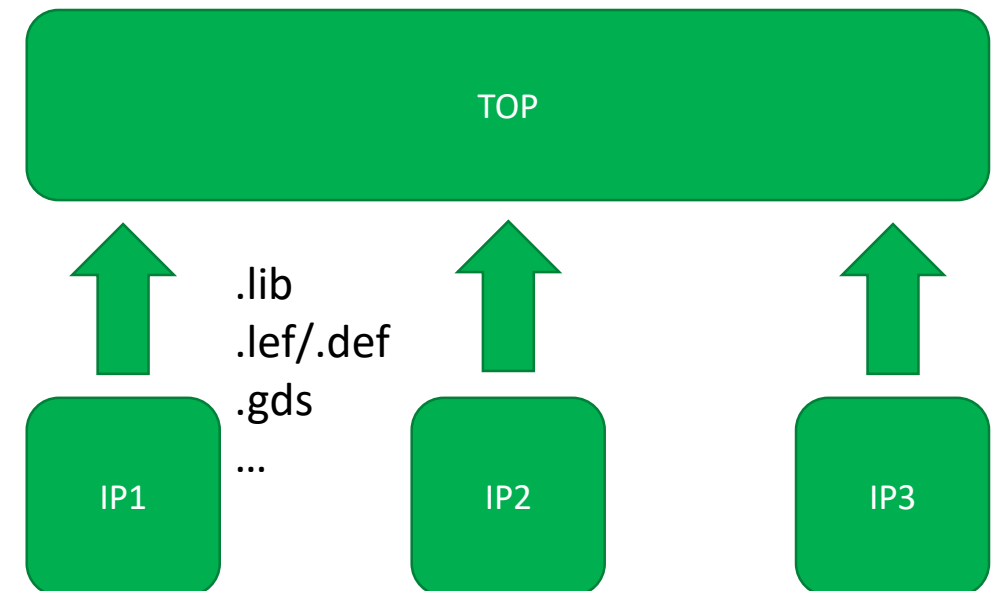 TOP
.lib
.lef/.def
.gds
...
IP1
IP2
IP3